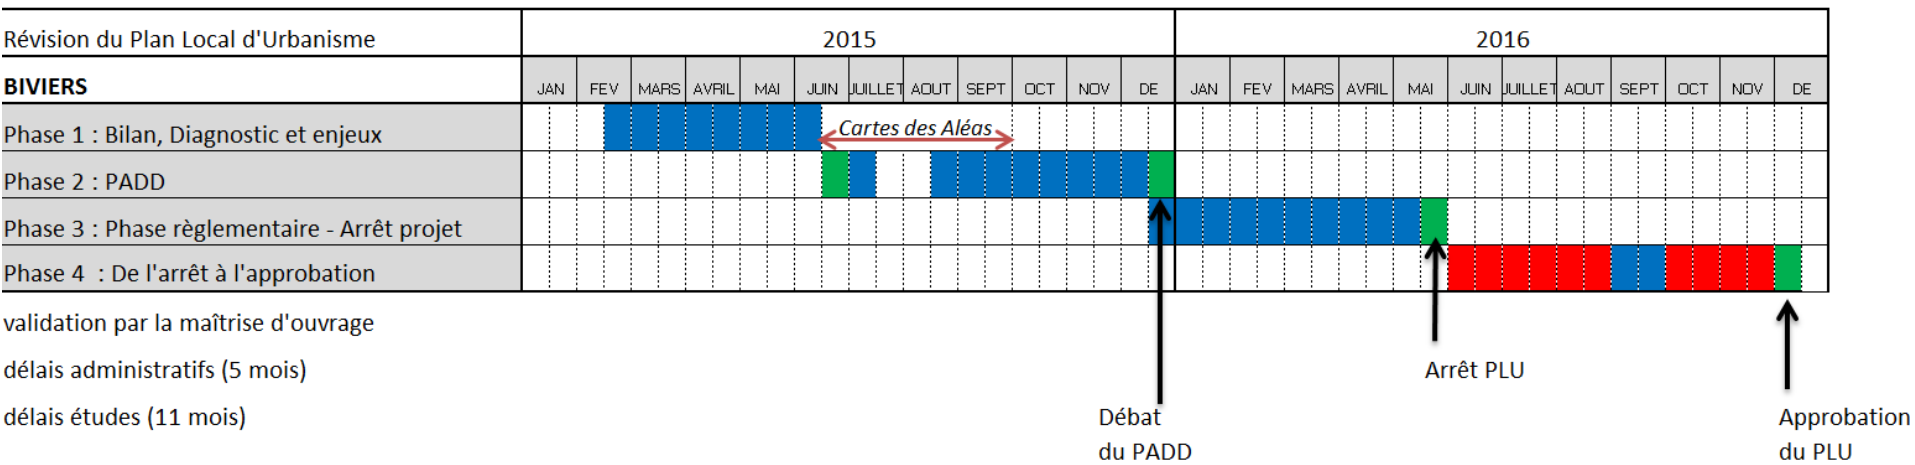 Révision du Plan Local d'Urbanisme 2015 2016
BIVIERS JAN FEV MARS AVRIL MAI JUIN JUILLET AOUT SEPT OCT NOV DE JAN FEV MARS AVRIL MAI JUIN JUILLET AOUT SEPT OCT NOV DE
Phase 1 : Bilan, Diagnostic et enjeux Cartes des Aléas
Phase 2 : PADD
Phase 3 : Phase règlementaire - Arrêt projet
Phase 4 : De l'arrêt à l'approbation
validation par la maîtrise d'ouvrage
délais administratifs (5 mois)
Arrêt PLU
délais études (11 mois)
Débat
du PADD
Approbation
du PLU